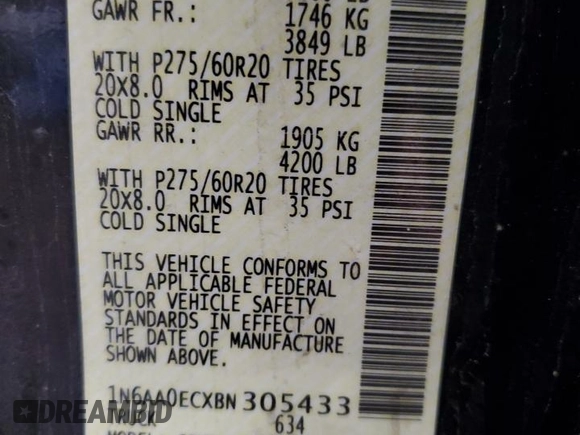 GAWR FR.: 1746 KG
3849 LB
WITH P275/60R20 TIRES
20X8.0 RIMS AT 35 PSI
COLD SINGLE
GAWR RR.: 1905 KG
4200 LB
WITH P275/60R20 TIRES
20X8.0 RIMS AT 35 PSI
COLD SINGLE
THIS VEHICLE CONFORMS TO
ALL APPLICABLE FEDERAL
MOTOR VEHICLE SAFETY
STANDARDS IN EFFECT ON
THE DATE OF MANUFACTURE
SHOWN ABOVE.
1N6AA0ECXBN305433
TRUCK 634
DREAMBID